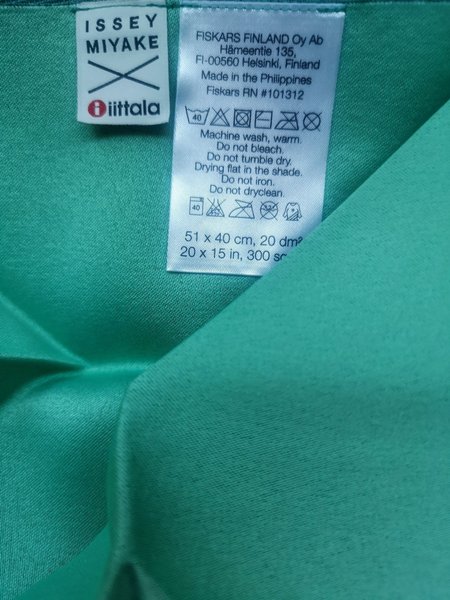 ISSEY
MIYAKE
iittala
FISKARS FINLAND Oy Ab
Hämeentie 135,
FI-00560 Helsinki, Finland
Made in the Philippines
Fiskars RN #101312
40
Machine wash, warm.
Do not bleach.
Do not tumble dry.
Drying flat in the shade.
Do not iron.
Do not dryclean.
40
51 x 40 cm, 20 dm²
20 x 15 in, 300